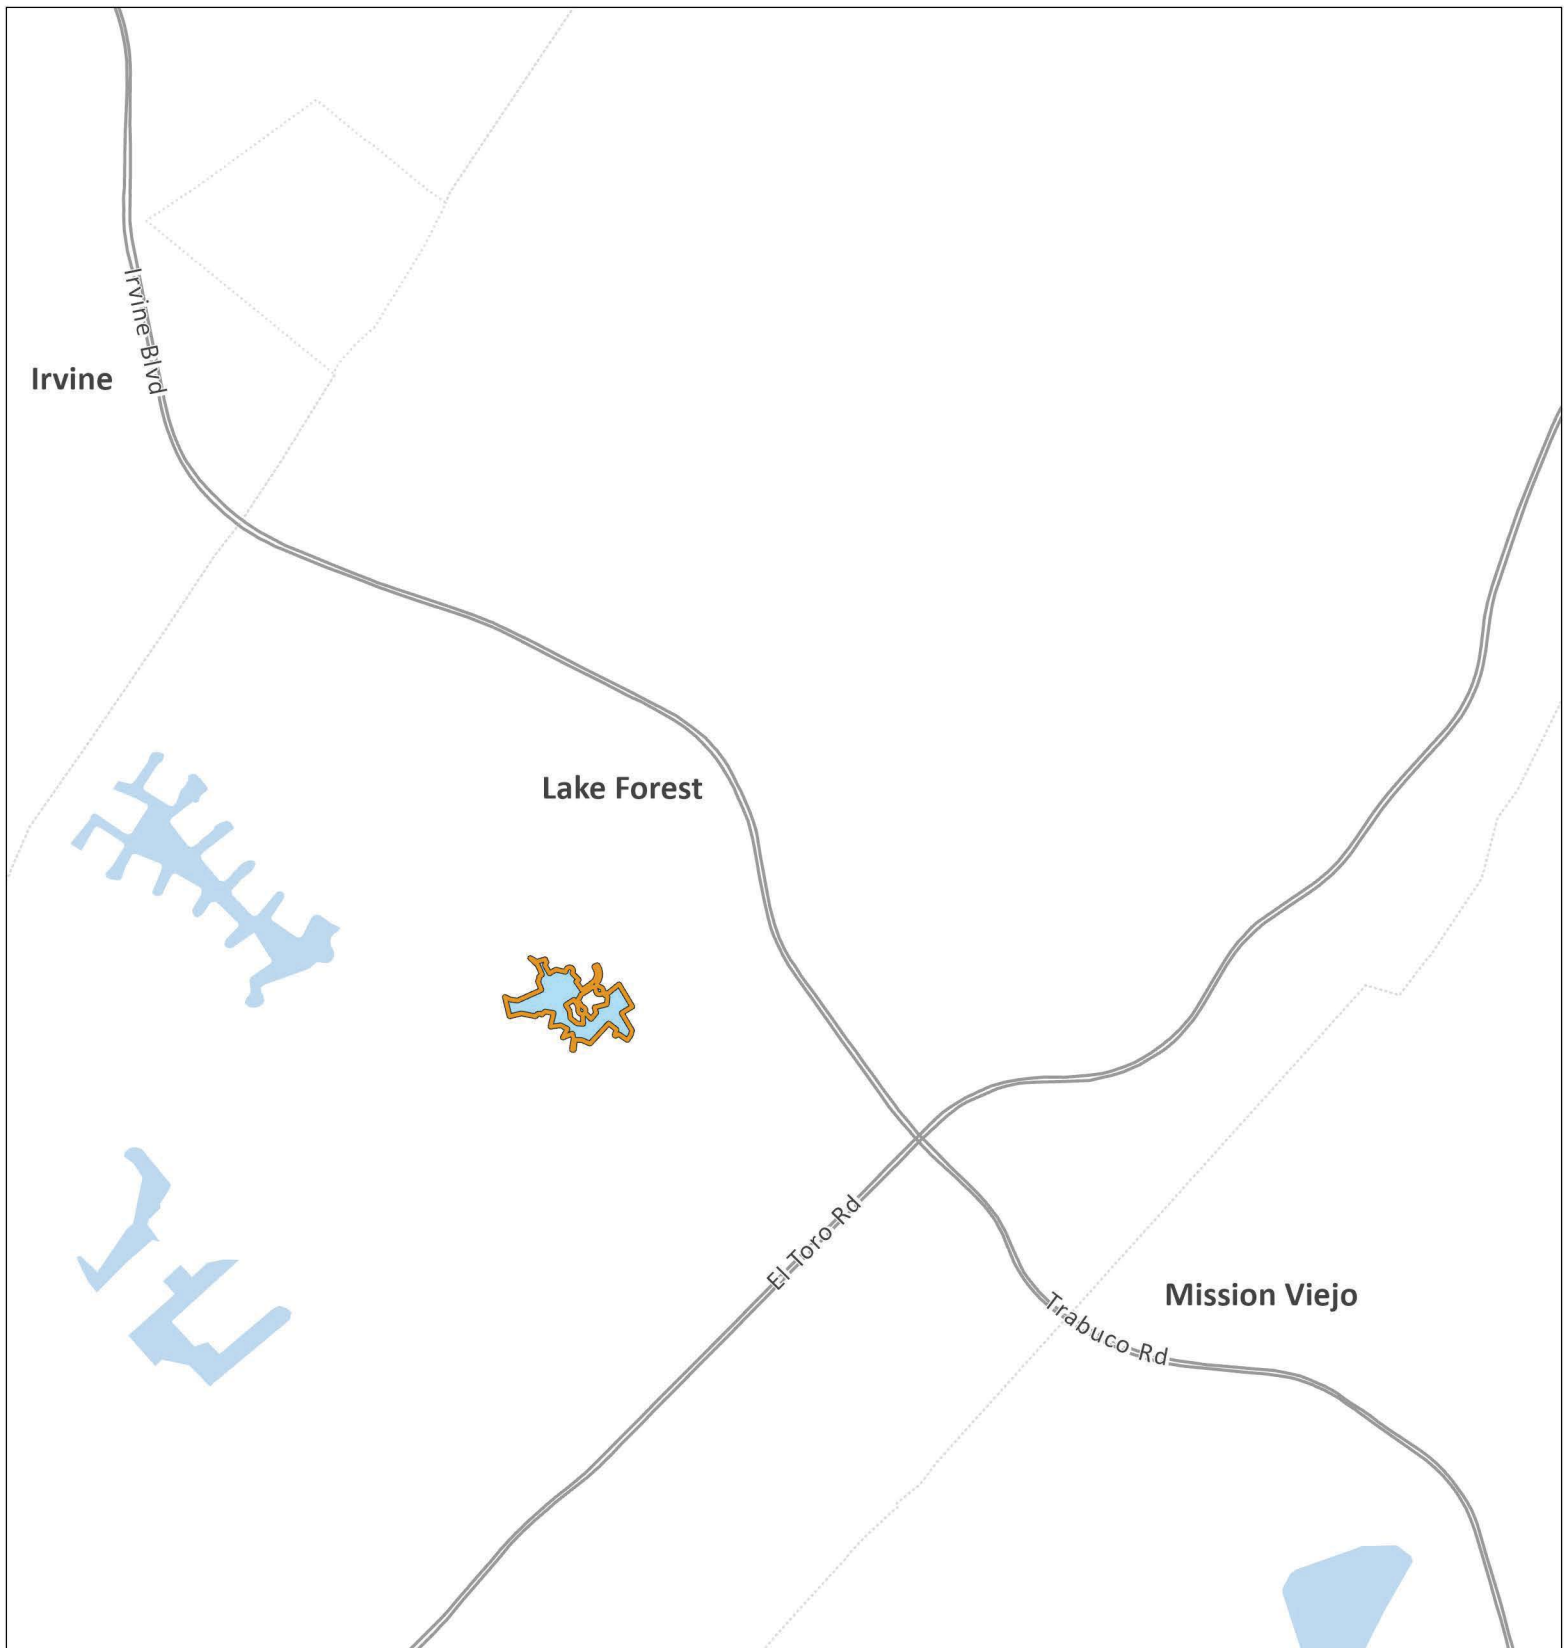 Irvine Blvd
Irvine
Lake Forest
El Toro Rd
Mission Viejo
Trabuco Rd